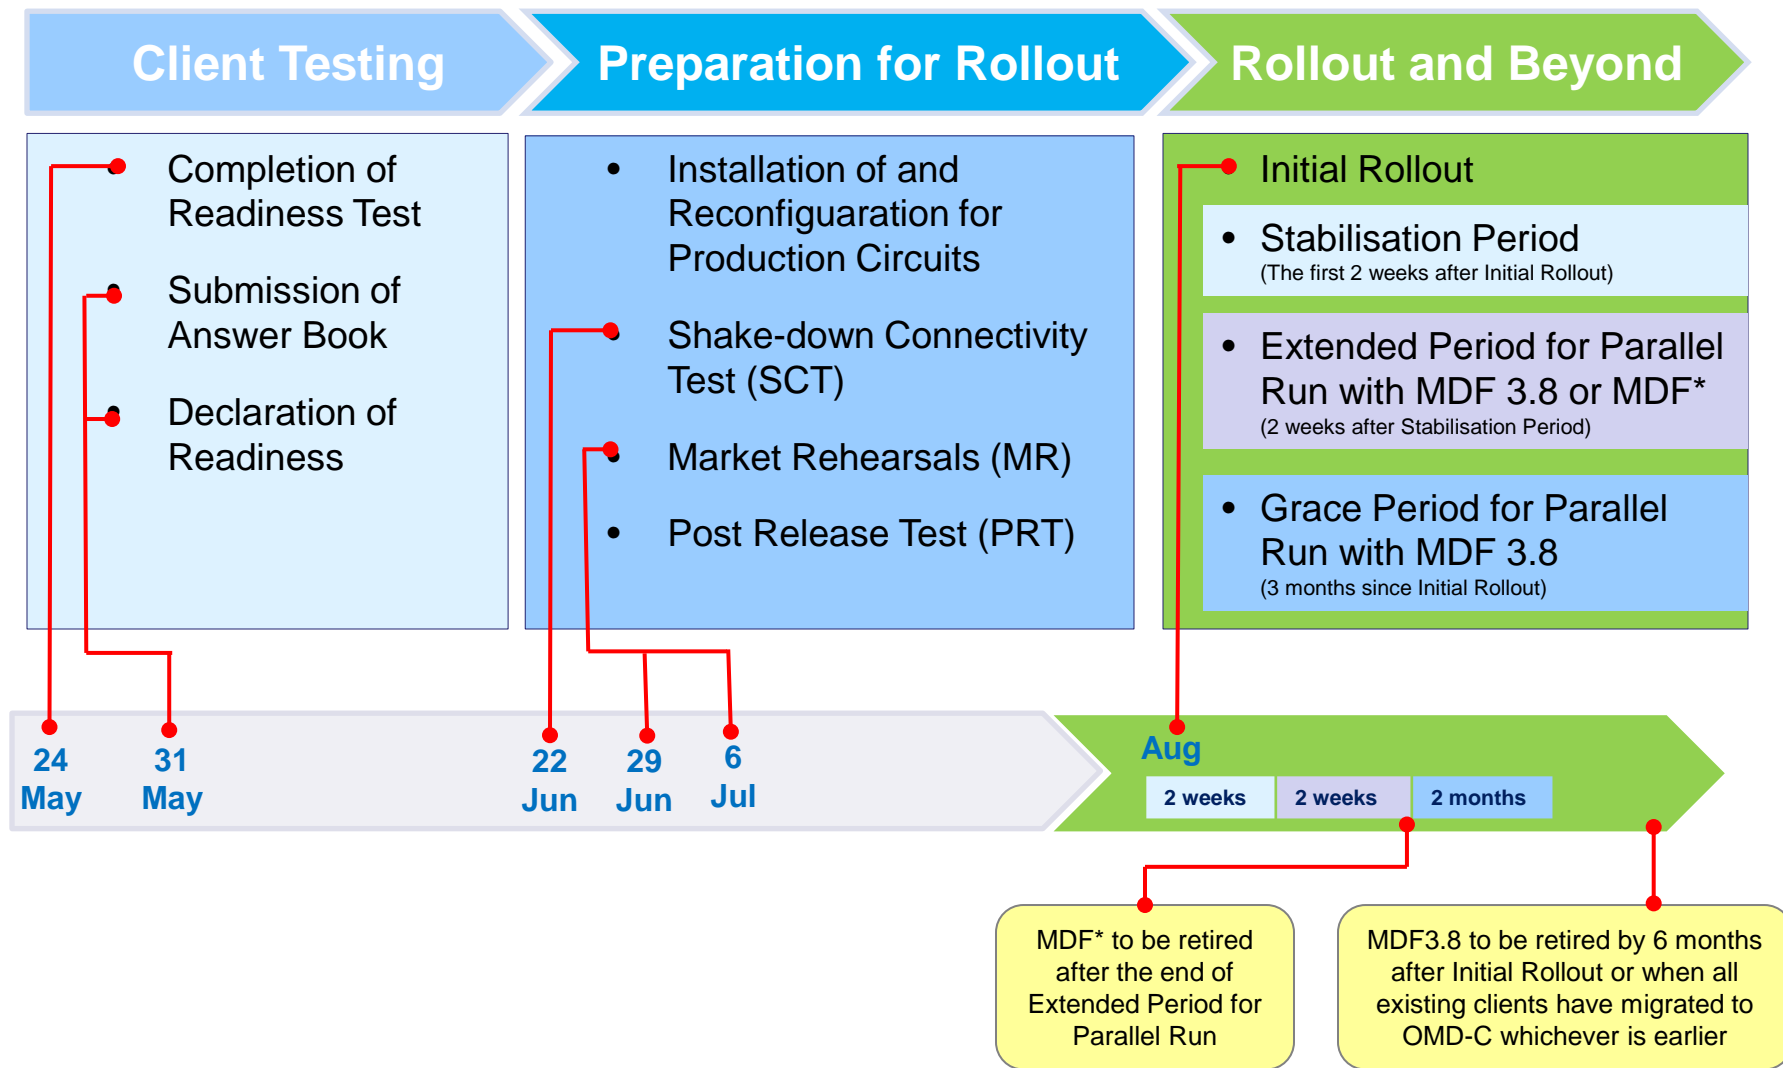 Client Testing
Preparation for Rollout
Rollout and Beyond
• Completion of
Readiness Test
• Submission of
Answer Book
• Declaration of
Readiness
• Installation of and
Reconfiguaration for
Production Circuits
• Shake-down Connectivity
Test (SCT)
• Market Rehearsals (MR)
• Post Release Test (PRT)
Initial Rollout
• Stabilisation Period
(The first 2 weeks after Initial Rollout)
• Extended Period for Parallel
Run with MDF 3.8 or MDF*
(2 weeks after Stabilisation Period)
• Grace Period for Parallel
Run with MDF 3.8
(3 months since Initial Rollout)
24
May
31
May
22
Jun
29
Jun
6
Jul
Aug
2 weeks
2 weeks
2 months
MDF* to be retired
after the end of
Extended Period for
Parallel Run
MDF3.8 to be retired by 6 months
after Initial Rollout or when all
existing clients have migrated to
OMD-C whichever is earlier